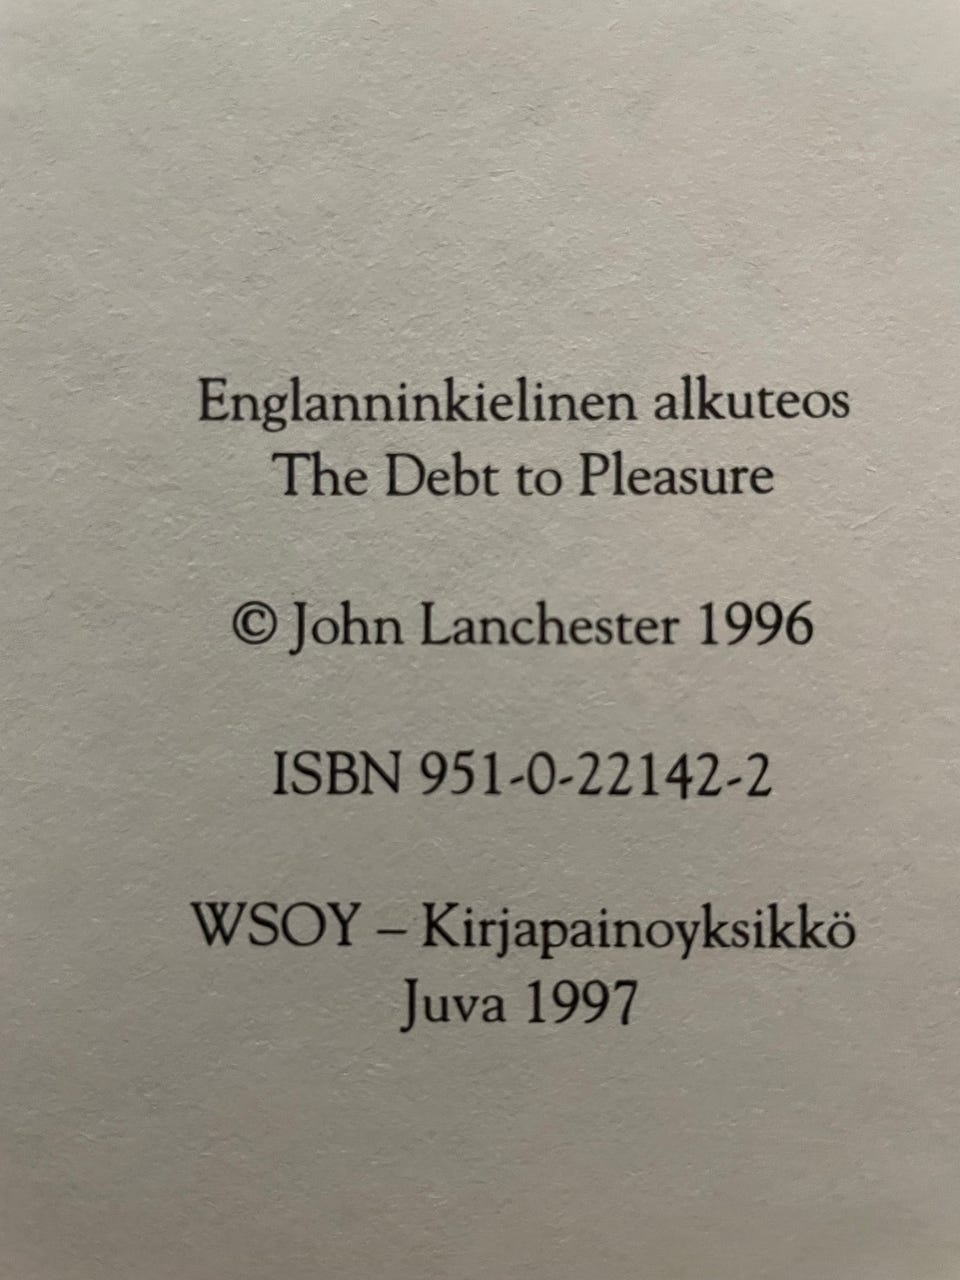 Englanninkielinen alkuteos
The Debt to Pleasure
© John Lanchester 1996
ISBN 951-0-22142-2
WSOY – Kirjapainoyksikkö
Juva 1997